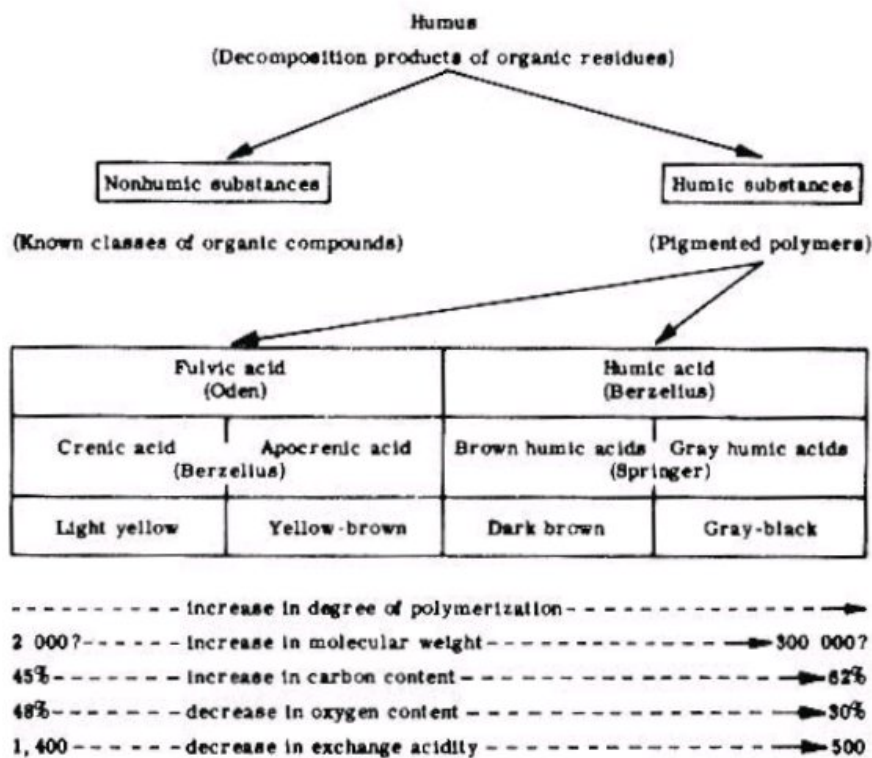 Humus
(Decomposition products of organic residues)
Nonhumic substances
Humic substances
(Known classes of organic compounds)
(Pigmented polymers)
Fulvic acid
(Oden)
Humic acid
(Berzelius)
Crenic acid
Apocrenic acid
(Berzelius)
Brown humic acids
Gray humic acids
(Springer)
Light yellow
Yellow-brown
Dark brown
Gray-black
increase in degree of polymerization
2 000? increase in molecular weight 300 000?
45% increase in carbon content 62%
48% decrease in oxygen content 30%
1,400 decrease in exchange acidity 500